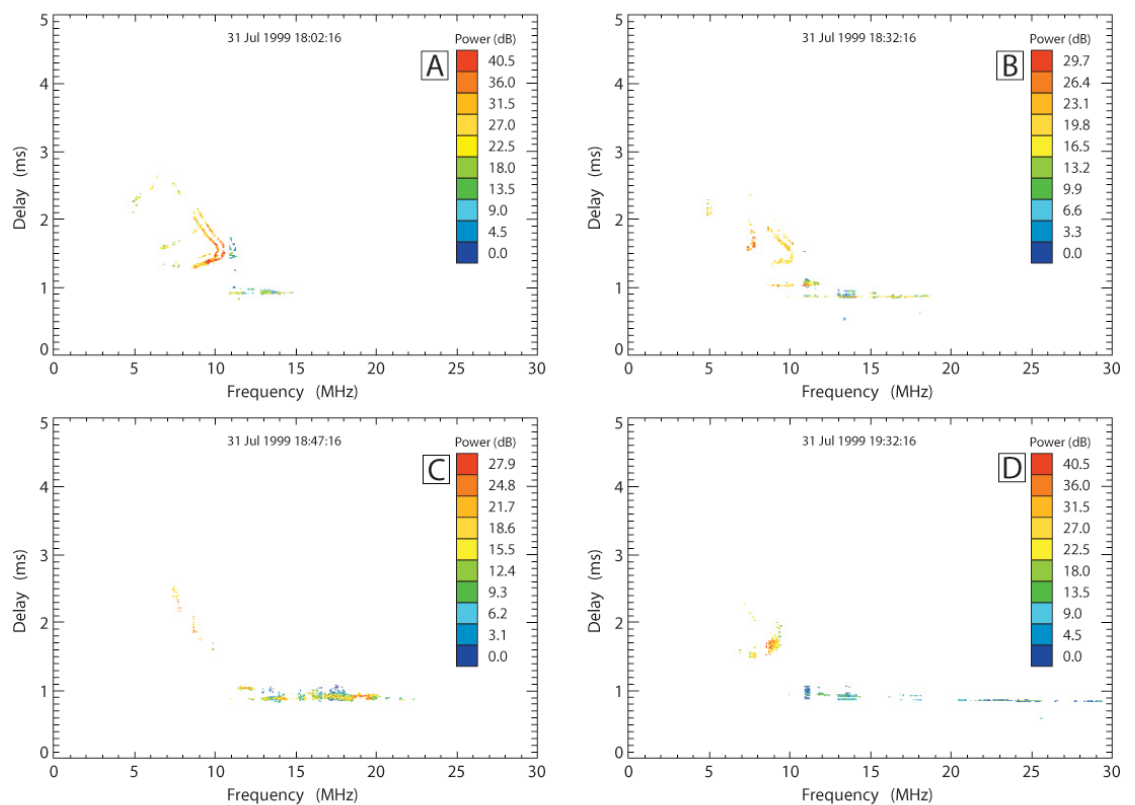 31 Jul 1999 18:02:16
Power (dB)
A
40.5
36.0
31.5
27.0
22.5
18.0
13.5
9.0
4.5
0.0
5
4
3
2
1
0
Delay (ms)
0 5 10 15 20 25 30
Frequency (MHz)
31 Jul 1999 18:32:16
Power (dB)
B
29.7
26.4
23.1
19.8
16.5
13.2
9.9
6.6
3.3
0.0
5
4
3
2
1
0
Delay (ms)
0 5 10 15 20 25 30
Frequency (MHz)
31 Jul 1999 18:47:16
Power (dB)
C
27.9
24.8
21.7
18.6
15.5
12.4
9.3
6.2
3.1
0.0
5
4
3
2
1
0
Delay (ms)
0 5 10 15 20 25 30
Frequency (MHz)
31 Jul 1999 19:32:16
Power (dB)
D
40.5
36.0
31.5
27.0
22.5
18.0
13.5
9.0
4.5
0.0
5
4
3
2
1
0
Delay (ms)
0 5 10 15 20 25 30
Frequency (MHz)